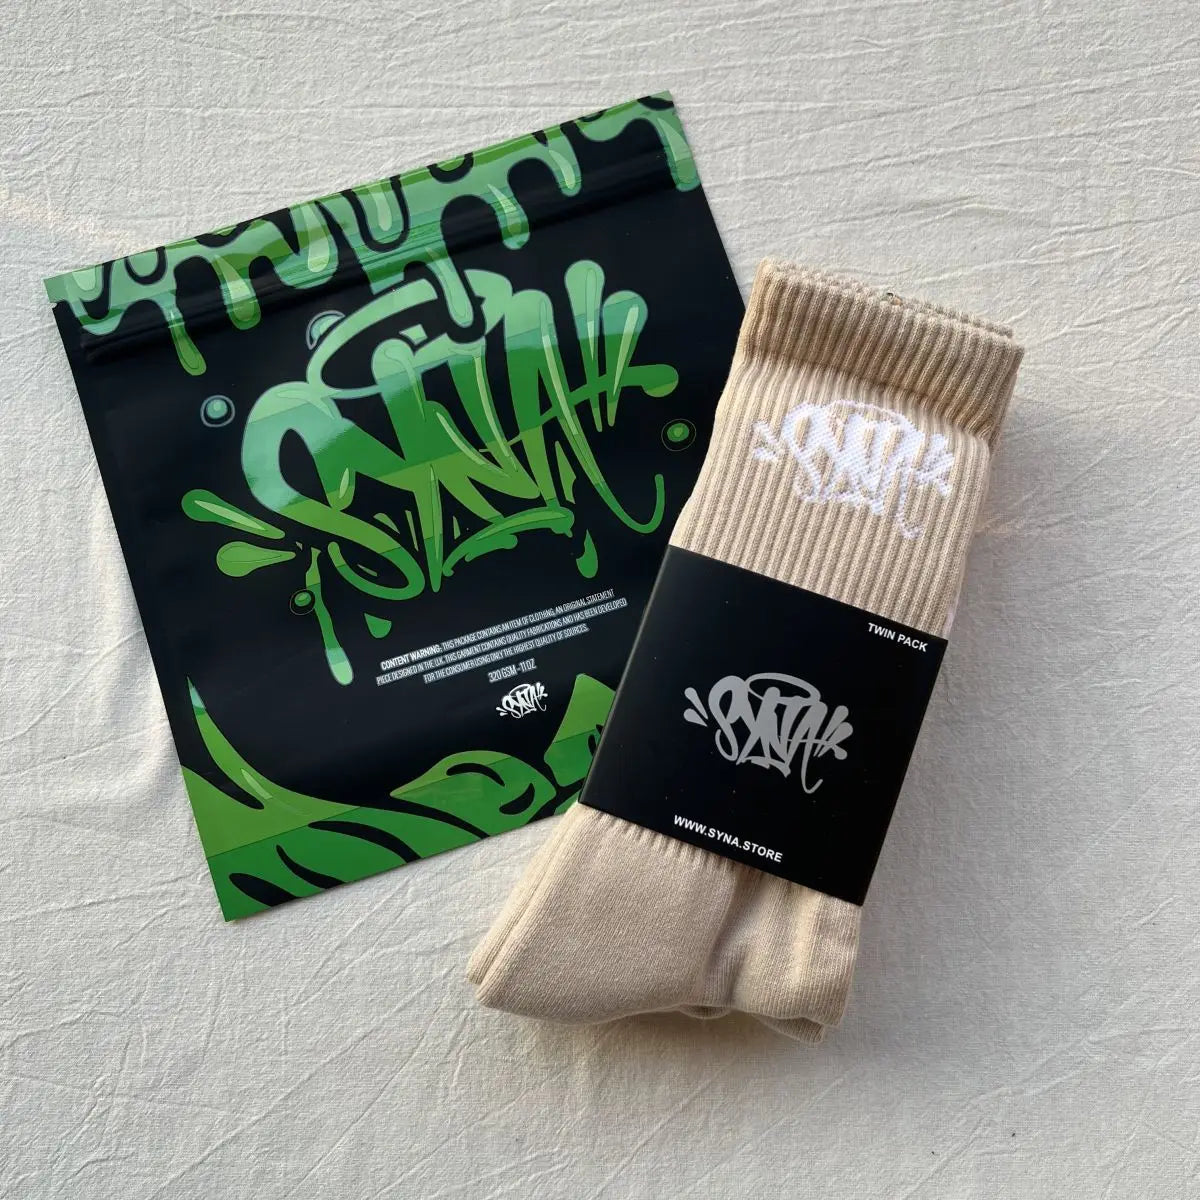 SYNA
CONTENT WARNING: THIS PACKAGE CONTAINS AN ITEM OF CLOTHING, AN ORIGINAL STATEMENT
PIECE DESIGNED IN THE U.K. THIS GARMENT CONTAINS QUALITY FABRICATIONS AND HAS BEEN DEVELOPED
FOR THE CONSUMER USING ONLY THE HIGHEST QUALITY OF SOURCES.
320 GSM - 11 OZ
SYNA
SYNA
TWIN PACK
SYNA
WWW.SYNA.STORE